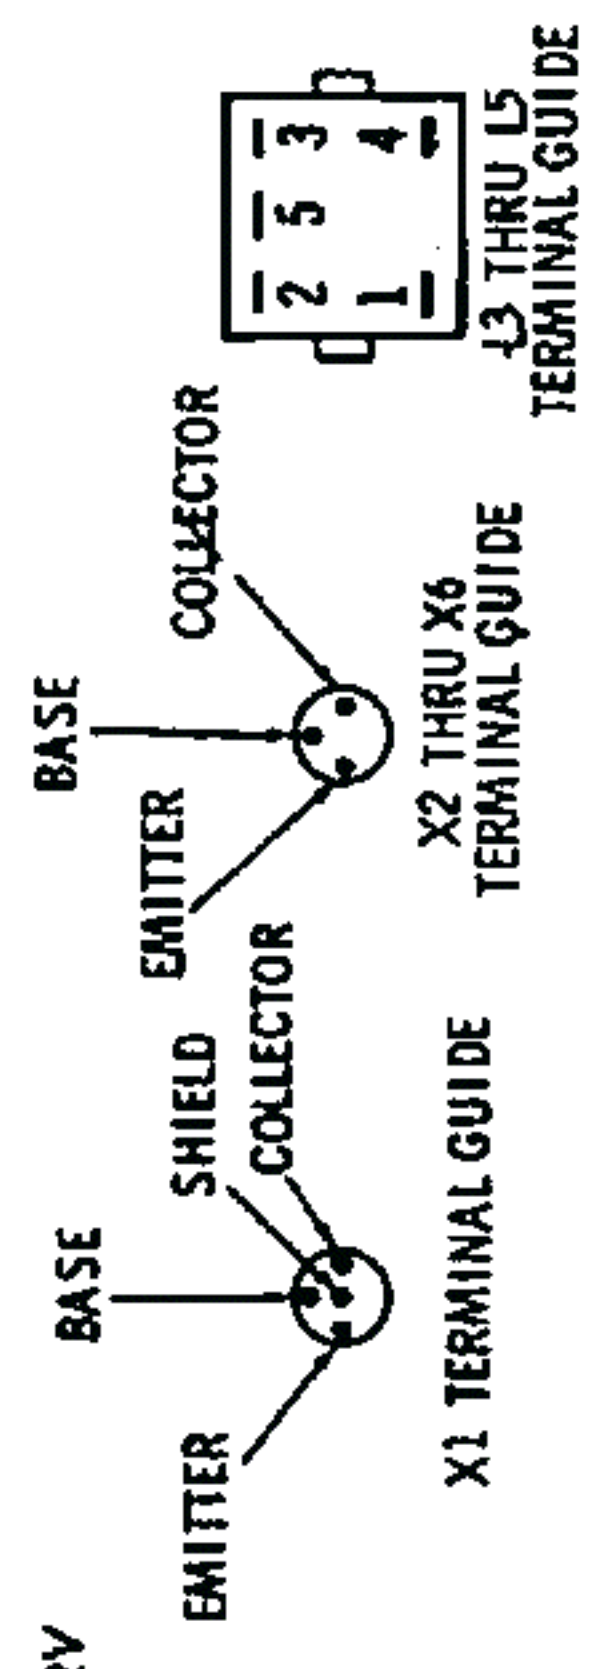 EMITTER
BASE
SHIELD
COLLECTOR
X1 TERMINAL GUIDE
EMITTER
BASE
COLLECTOR
X2 THRU X6
TERMINAL GUIDE
2 5 3
1 4
L3 THRU L5
TERMINAL GUIDE